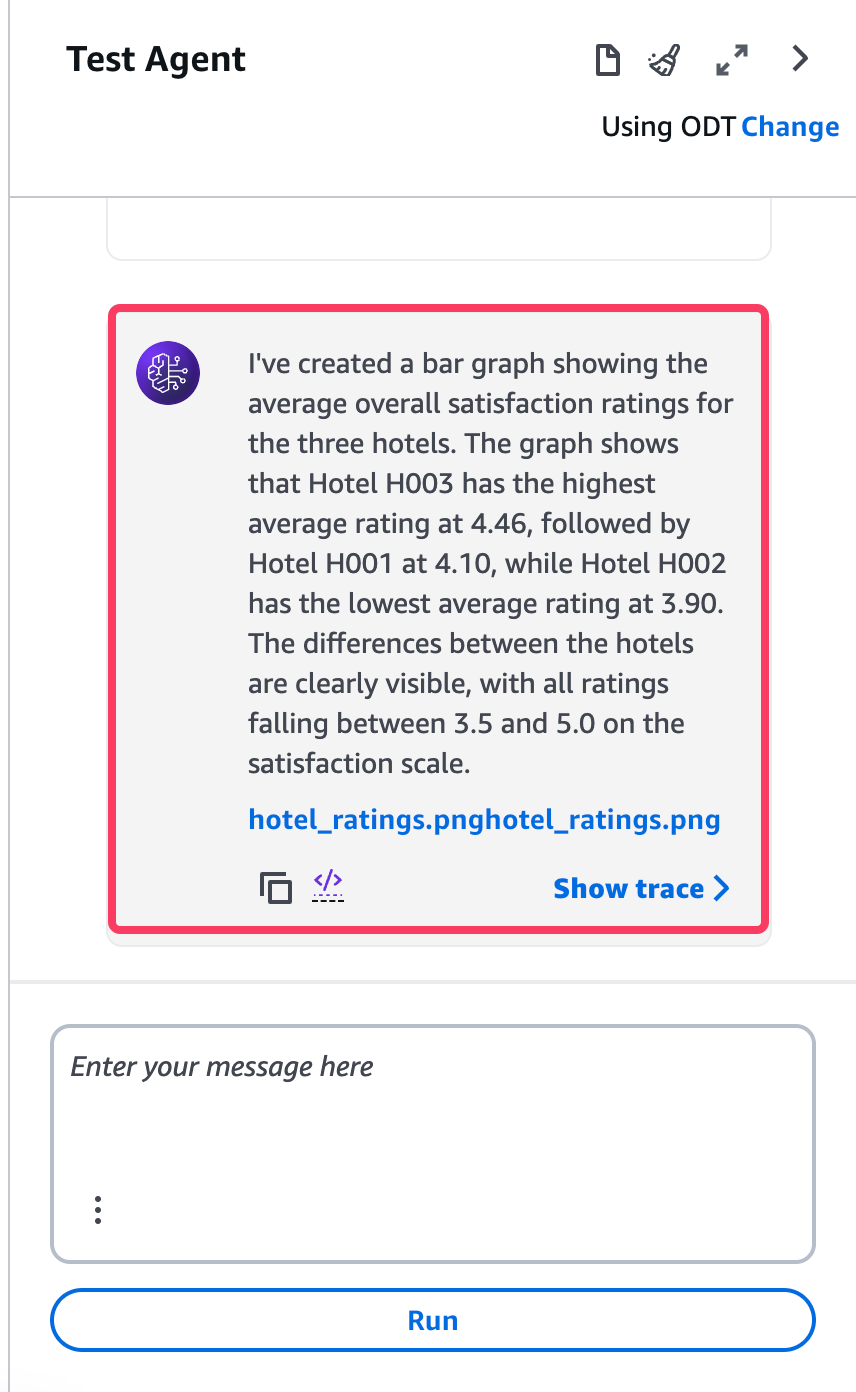 Test Agent
Using ODT Change
I've created a bar graph showing the
average overall satisfaction ratings for
the three hotels. The graph shows
that Hotel H003 has the highest
average rating at 4.46, followed by
Hotel H001 at 4.10, while Hotel H002
has the lowest average rating at 3.90.
The differences between the hotels
are clearly visible, with all ratings
falling between 3.5 and 5.0 on the
satisfaction scale.
hotel_ratings.pnghotel_ratings.png
</>
Show trace
Enter your message here
Run